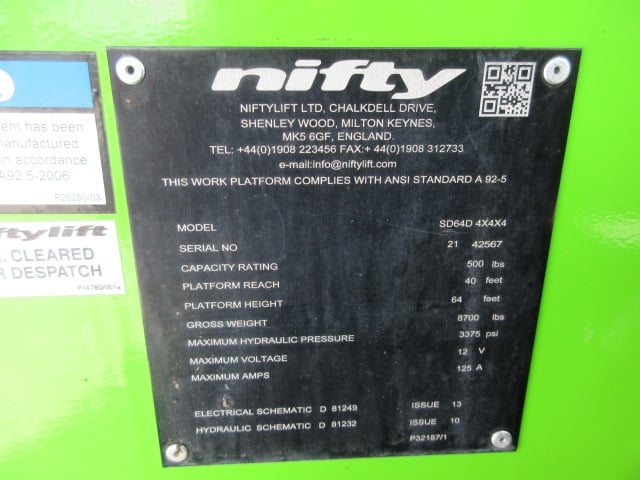 nifty
NIFTYLIFT LTD, CHALKDELL DRIVE,
SHENLEY WOOD, MILTON KEYNES,
MK5 6GF, ENGLAND.
TEL: +44(0)1908 223456 FAX:+ 44(0)1908 312733
e-mail:info@niftylift.com
THIS WORK PLATFORM COMPLIES WITH ANSI STANDARD A 92-5
MODEL SD64D 4X4X4
SERIAL NO 21 42567
CAPACITY RATING 500 lbs
PLATFORM REACH 40 feet
PLATFORM HEIGHT 64 feet
GROSS WEIGHT 8700 lbs
MAXIMUM HYDRAULIC PRESSURE 3375 psi
MAXIMUM VOLTAGE 12 V
MAXIMUM AMPS 125 A
ELECTRICAL SCHEMATIC D 81249 ISSUE 13
HYDRAULIC SCHEMATIC D 81232 ISSUE 10
P32187/1
ent has been
manufactured
in accordance
A92.5-2006
P25250/03
ftylift
. CLEARED
R DESPATCH
P14780/001